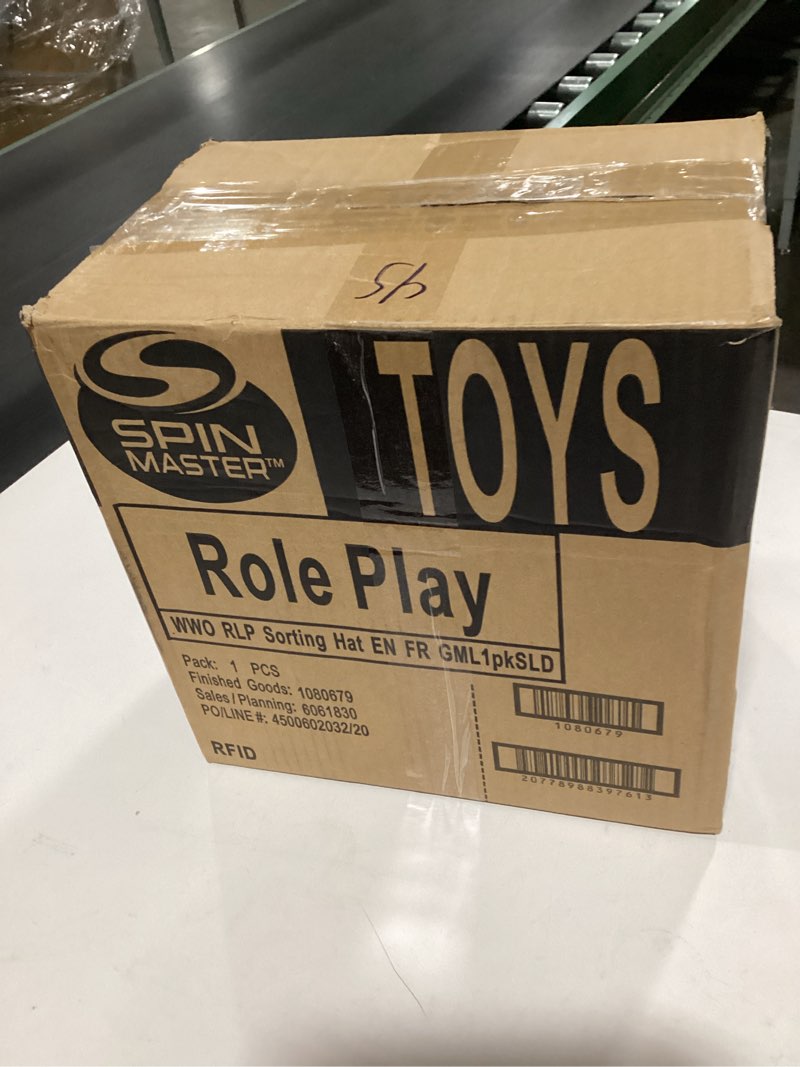 45
SPIN
MASTER™
TOYS
Role Play
WWO RLP Sorting Hat EN FR GML1pkSLD
Pack: 1 PCS
Finished Goods: 1080679
Sales/Planning: 6061830
PO/LINE#: 4500602032/20
RFID
1080679
20778988397613